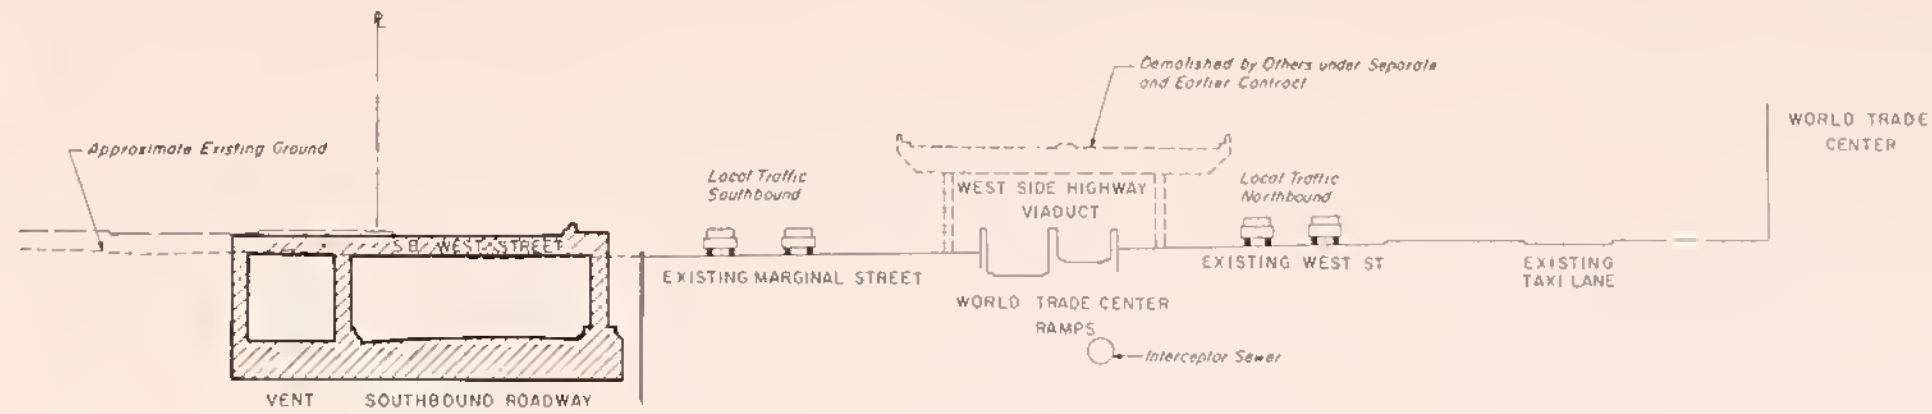 Demolished by Others under Separate
and Earlier Contract
WORLD TRADE
CENTER
Approximate Existing Ground
Local Traffic
Southbound
WEST SIDE HIGHWAY
VIADUCT
Local Traffic
Northbound
S.B. WEST STREET
EXISTING MARGINAL STREET
EXISTING WEST ST
EXISTING
TAXI LANE
WORLD TRADE CENTER
RAMPS
Interceptor Sewer
VENT
SOUTHBOUND ROADWAY